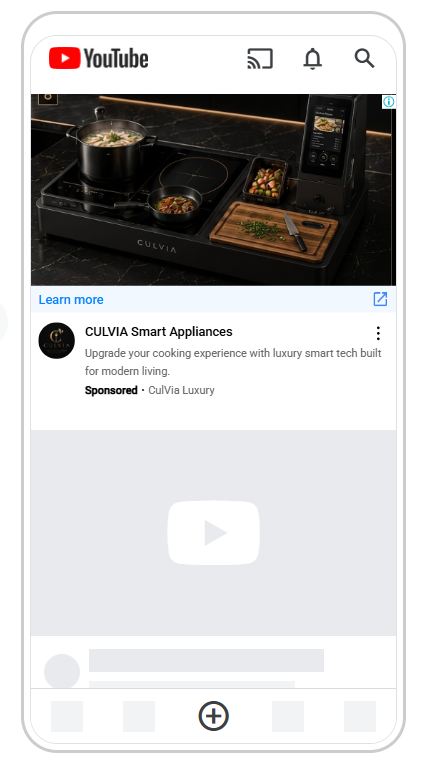 YouTube
CULVIA
Learn more
CULVIA Smart Appliances
Upgrade your cooking experience with luxury smart tech built
for modern living.
Sponsored · CulVia Luxury